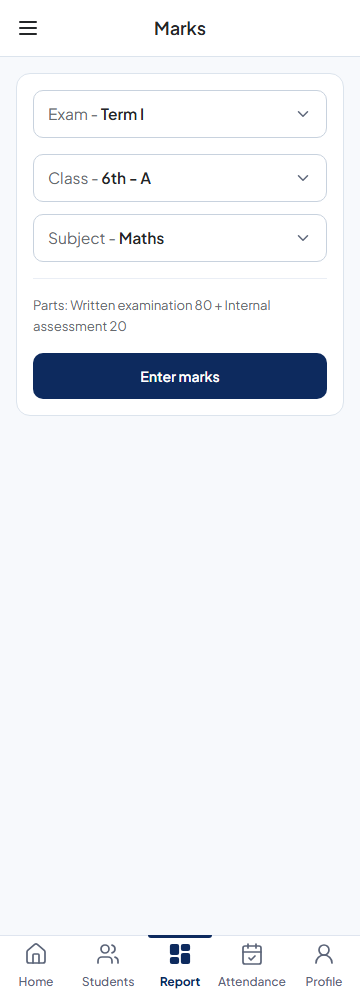 Marks
Exam - Term I
Class - 6th - A
Subject - Maths
Parts: Written examination 80 + Internal
assessment 20
Enter marks
Home
Students
Report
Attendance
Profile